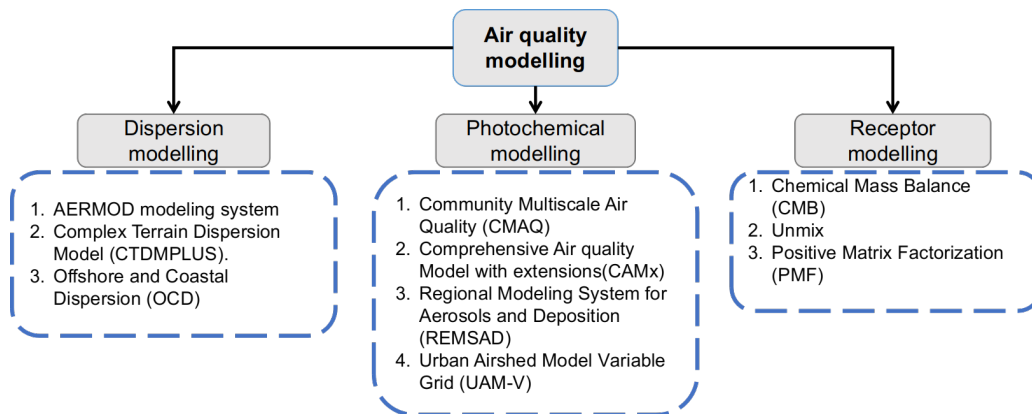 Air quality
modelling
Dispersion
modelling
1. AERMOD modeling system
2. Complex Terrain Dispersion
Model (CTDMPLUS).
3. Offshore and Coastal
Dispersion (OCD)
Photochemical
modelling
1. Community Multiscale Air
Quality (CMAQ)
2. Comprehensive Air quality
Model with extensions(CAMx)
3. Regional Modeling System for
Aerosols and Deposition
(REMSAD)
4. Urban Airshed Model Variable
Grid (UAM-V)
Receptor
modelling
1. Chemical Mass Balance
(CMB)
2. Unmix
3. Positive Matrix Factorization
(PMF)